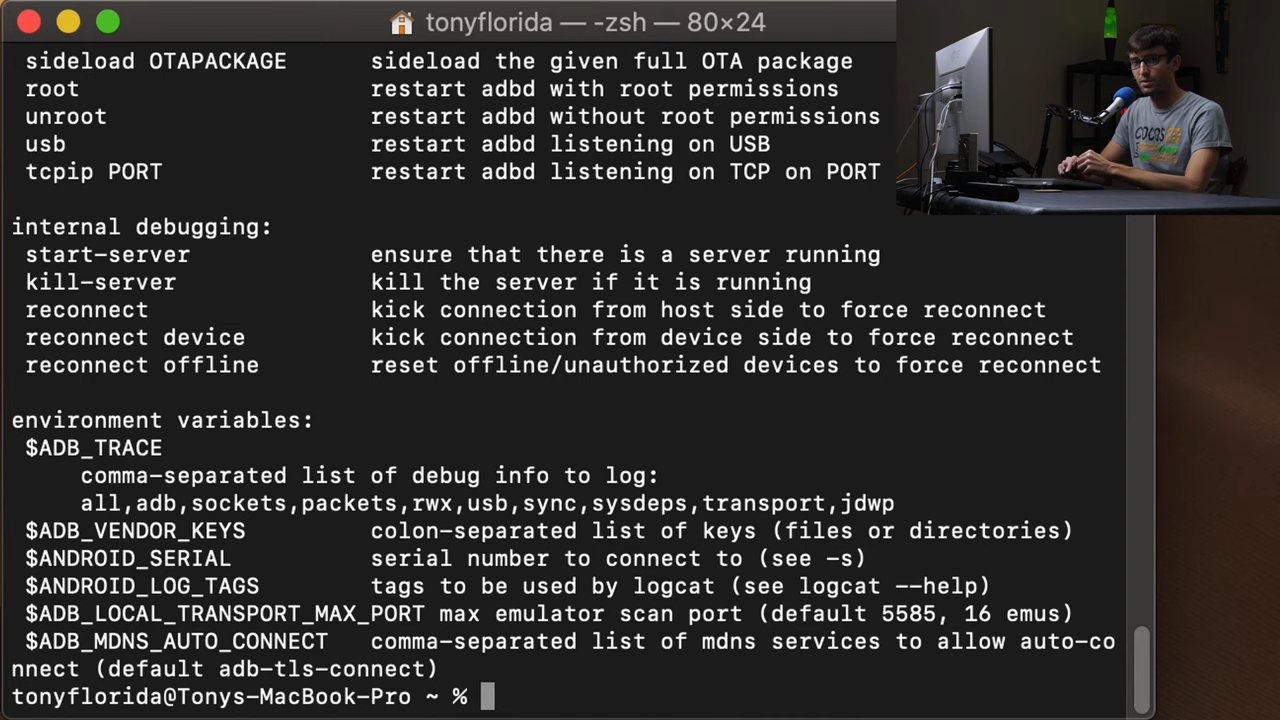 tonyflorida — -zsh — 80×24
sideload OTAPACKAGE sideload the given full OTA package
root restart adbd with root permissions
unroot restart adbd without root permissions
usb restart adbd listening on USB
tcpip PORT restart adbd listening on TCP on PORT
internal debugging:
start-server ensure that there is a server running
kill-server kill the server if it is running
reconnect kick connection from host side to force reconnect
reconnect device kick connection from device side to force reconnect
reconnect offline reset offline/unauthorized devices to force reconnect
environment variables:
$ADB_TRACE
comma-separated list of debug info to log:
all,adb,sockets,packets,rwx,usb,sync,sysdeps,transport,jdwp
$ADB_VENDOR_KEYS colon-separated list of keys (files or directories)
$ANDROID_SERIAL serial number to connect to (see -s)
$ANDROID_LOG_TAGS tags to be used by logcat (see logcat --help)
$ADB_LOCAL_TRANSPORT_MAX_PORT max emulator scan port (default 5585, 16 emus)
$ADB_MDNS_AUTO_CONNECT comma-separated list of mdns services to allow auto-co
nnect (default adb-tls-connect)
tonyflorida@Tonys-MacBook-Pro ~ %